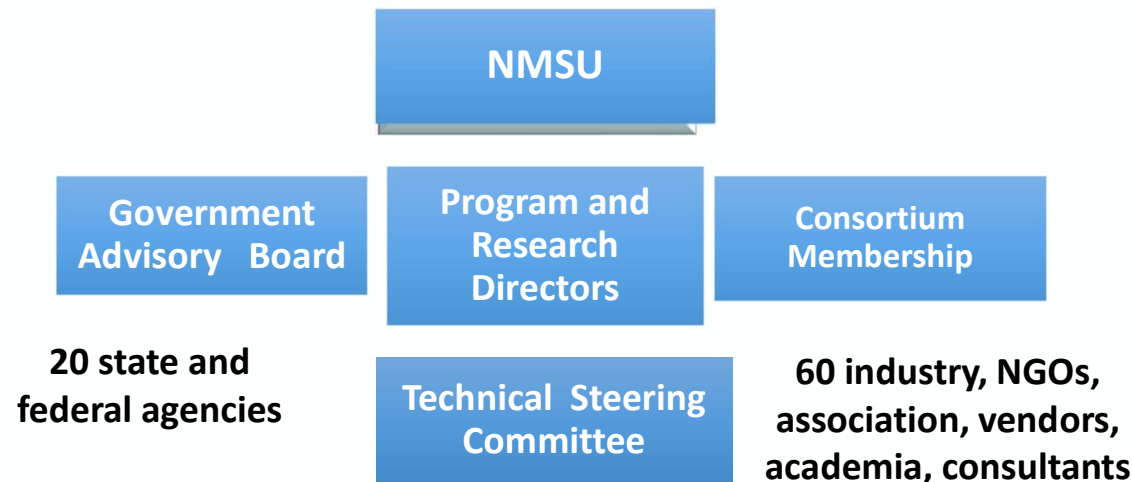 NMSU
Government
Advisory Board
Program and
Research
Directors
Consortium
Membership
20 state and
federal agencies
Technical Steering
Committee
60 industry, NGOs,
association, vendors,
academia, consultants